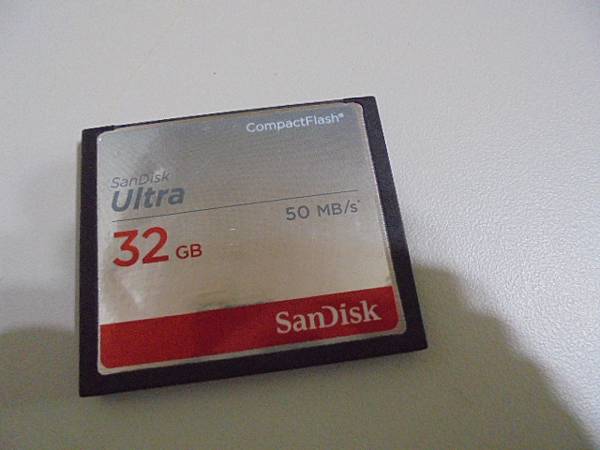 CompactFlash®
SanDisk
Ultra
50 MB/s*
32 GB
SanDisk